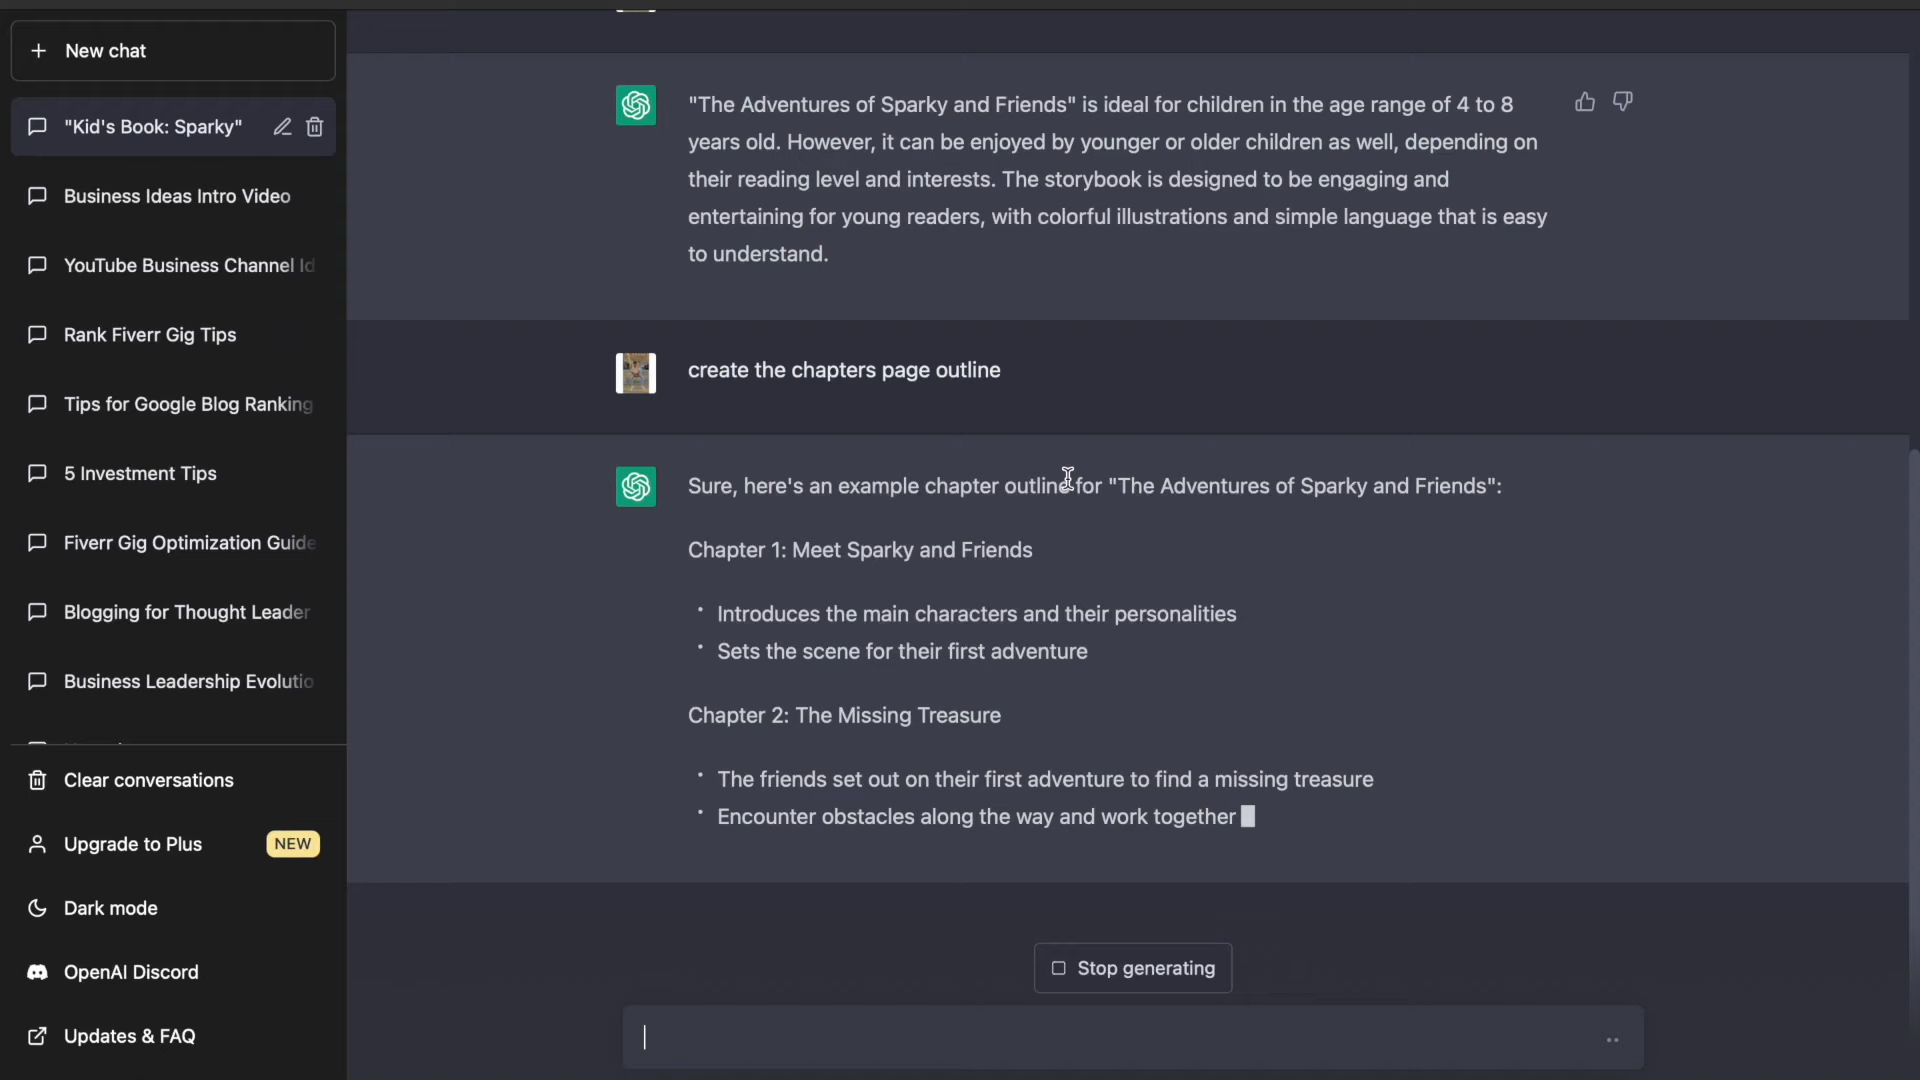 New chat
"Kid's Book: Sparky"
Business Ideas Intro Video
YouTube Business Channel Id
Rank Fiverr Gig Tips
Tips for Google Blog Ranking
5 Investment Tips
Fiverr Gig Optimization Guide
Blogging for Thought Leader
Business Leadership Evolutio
Clear conversations
Upgrade to Plus NEW
Dark mode
OpenAI Discord
Updates & FAQ
"The Adventures of Sparky and Friends" is ideal for children in the age range of 4 to 8
years old. However, it can be enjoyed by younger or older children as well, depending on
their reading level and interests. The storybook is designed to be engaging and
entertaining for young readers, with colorful illustrations and simple language that is easy
to understand.
create the chapters page outline
Sure, here's an example chapter outline for "The Adventures of Sparky and Friends":
Chapter 1: Meet Sparky and Friends
• Introduces the main characters and their personalities
• Sets the scene for their first adventure
Chapter 2: The Missing Treasure
• The friends set out on their first adventure to find a missing treasure
• Encounter obstacles along the way and work together
Stop generating